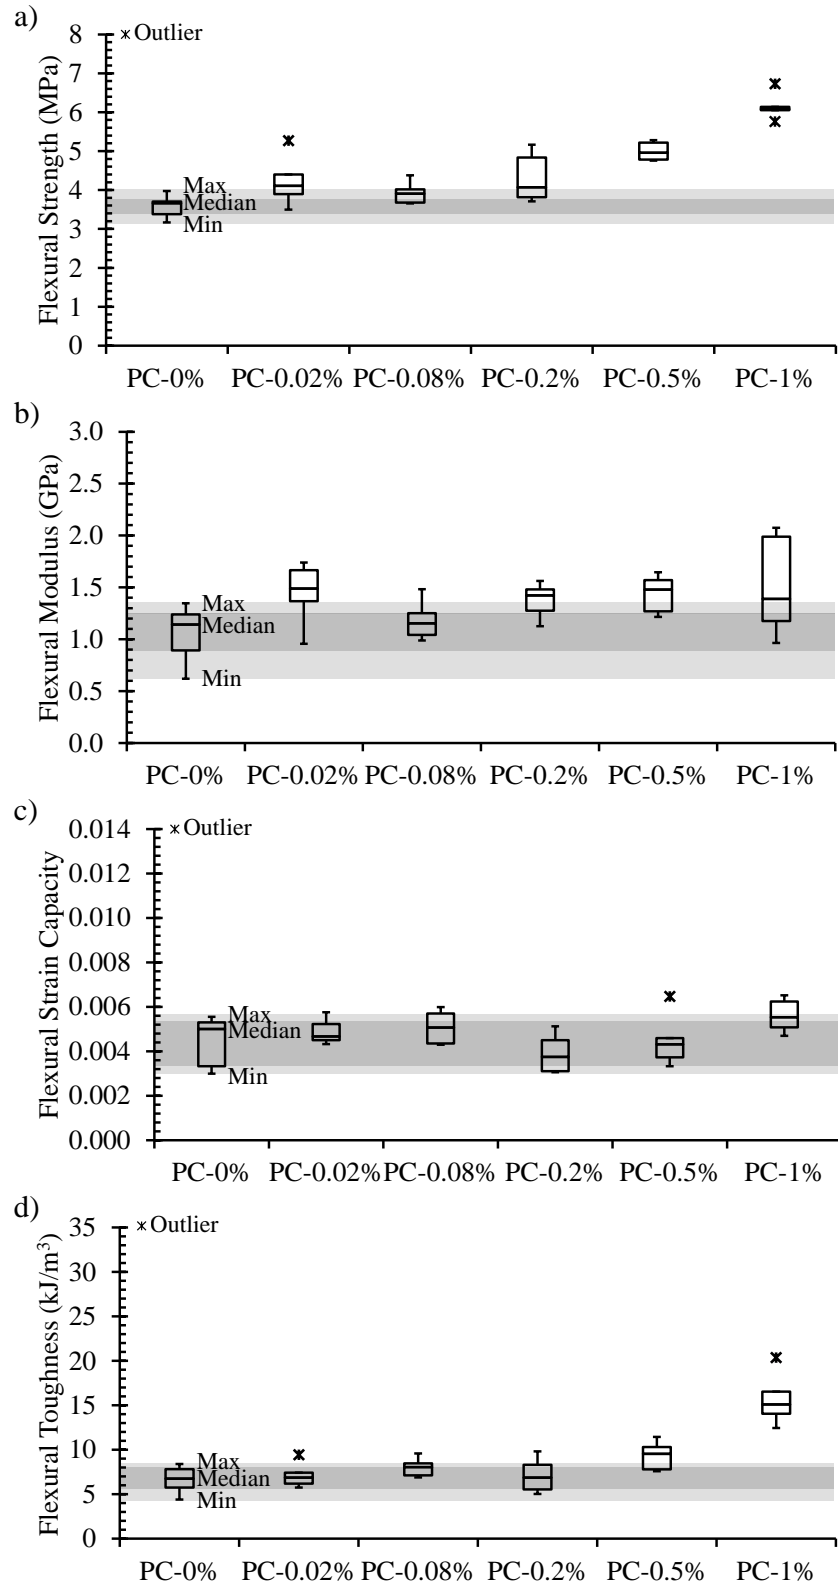 a)
Outlier
Flexural Strength (MPa)
8
7
6
5
4
3
2
1
0
Max
Median
Min
PC-0% PC-0.02% PC-0.08% PC-0.2% PC-0.5% PC-1%
b)
Flexural Modulus (GPa)
3.0
2.5
2.0
1.5
1.0
0.5
0.0
Max
Median
Min
PC-0% PC-0.02% PC-0.08% PC-0.2% PC-0.5% PC-1%
c)
Outlier
Flexural Strain Capacity
0.014
0.012
0.010
0.008
0.006
0.004
0.002
0.000
Max
Median
Min
PC-0% PC-0.02% PC-0.08% PC-0.2% PC-0.5% PC-1%
d)
Outlier
Flexural Toughness (kJ/m³)
35
30
25
20
15
10
5
0
Max
Median
Min
PC-0% PC-0.02% PC-0.08% PC-0.2% PC-0.5% PC-1%